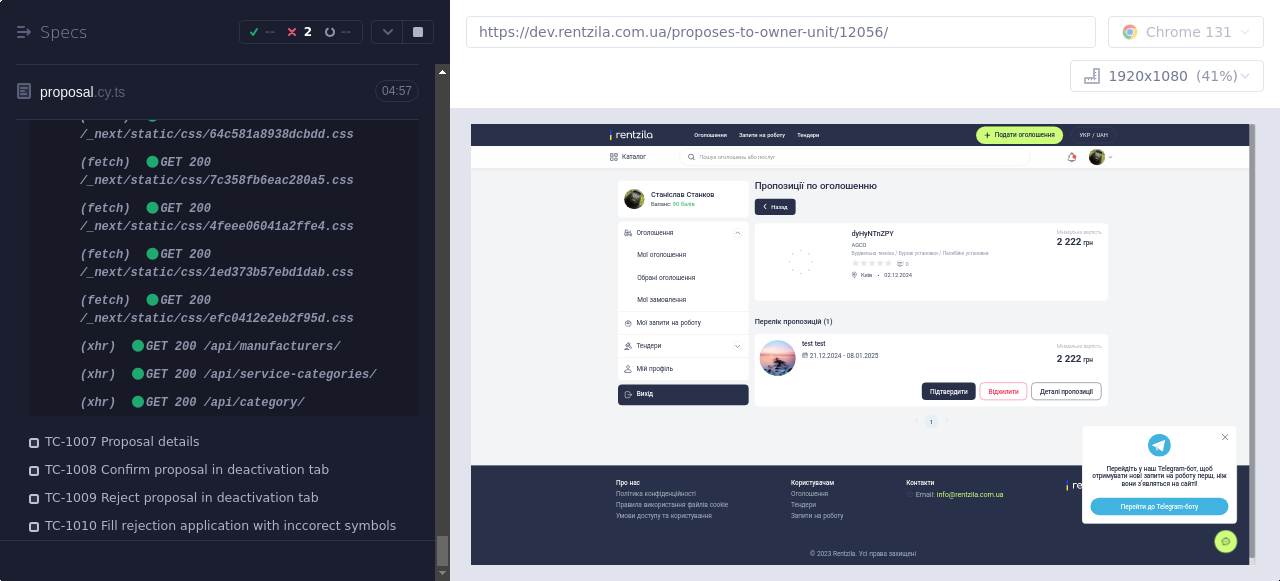 Specs
-- 2 --
proposal.cy.ts 04:57
/_next/static/css/64c581a8938dcbdd.css
(fetch) GET 200
/_next/static/css/7c358fb6eac280a5.css
(fetch) GET 200
/_next/static/css/4feee06041a2ffe4.css
(fetch) GET 200
/_next/static/css/1ed373b57ebd1dab.css
(fetch) GET 200
/_next/static/css/efc0412e2eb2f95d.css
(xhr) GET 200 /api/manufacturers/
(xhr) GET 200 /api/service-categories/
(xhr) GET 200 /api/category/
TC-1007 Proposal details
TC-1008 Confirm proposal in deactivation tab
TC-1009 Reject proposal in deactivation tab
TC-1010 Fill rejection application with inccorect symbols
https://dev.rentzila.com.ua/proposes-to-owner-unit/12056/
Chrome 131
1920x1080 (41%)
rentzila
Оголошення Запити на роботу Тендери
Подати оголошення
УКР / UAH
Каталог
Пошук оголошень або послуг
Станіслав Станков
Баланс: 90 балів
Оголошення
Мої оголошення
Обрані оголошення
Мої замовлення
Мої запити на роботу
Тендери
Мій профіль
Вихід
Пропозиції по оголошенню
Назад
dyHyNTnZPY
AGCO
Будівельна техніка / Бурові установки / Палебійні установки
0
Київ • 02.12.2024
Мінімальна вартість
2 222 грн
Перелік пропозицій (1)
test test
21.12.2024 - 08.01.2025
Мінімальна вартість
2 222 грн
Підтвердити Відхилити Деталі пропозиції
1
Перейдіть у наш Telegram-бот, щоб
отримувати нові запити на роботу перш, ніж
вони з'являться на сайті!
Перейти до Telegram-боту
Про нас
Політика конфіденційності
Правила використання файлів cookie
Умови доступу та користування
Користувачам
Оголошення
Тендери
Запити на роботу
Контакти
Email: info@rentzila.com.ua
re
© 2023 Rentzila. Усі права захищені